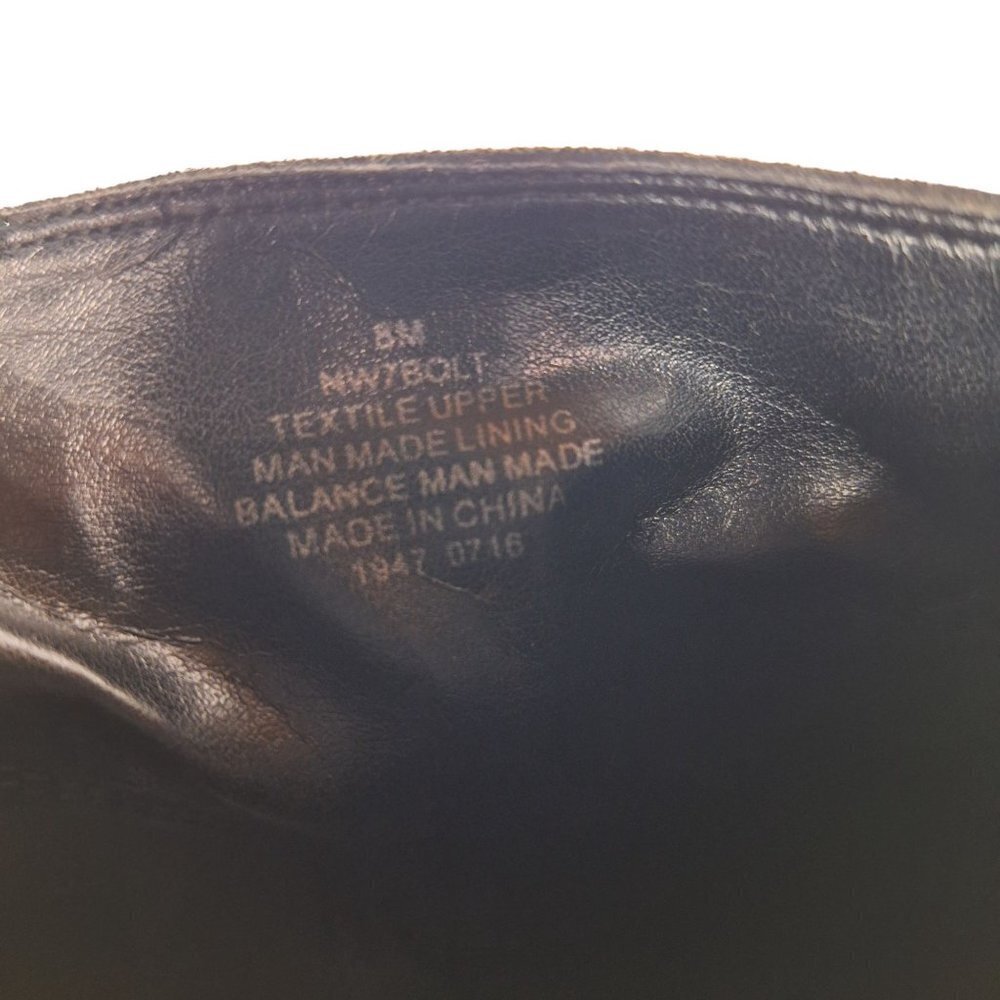 8M
NW7BOLT
TEXTILE UPPER
MAN MADE LINING
BALANCE MAN MADE
MADE IN CHINA
1947 0716